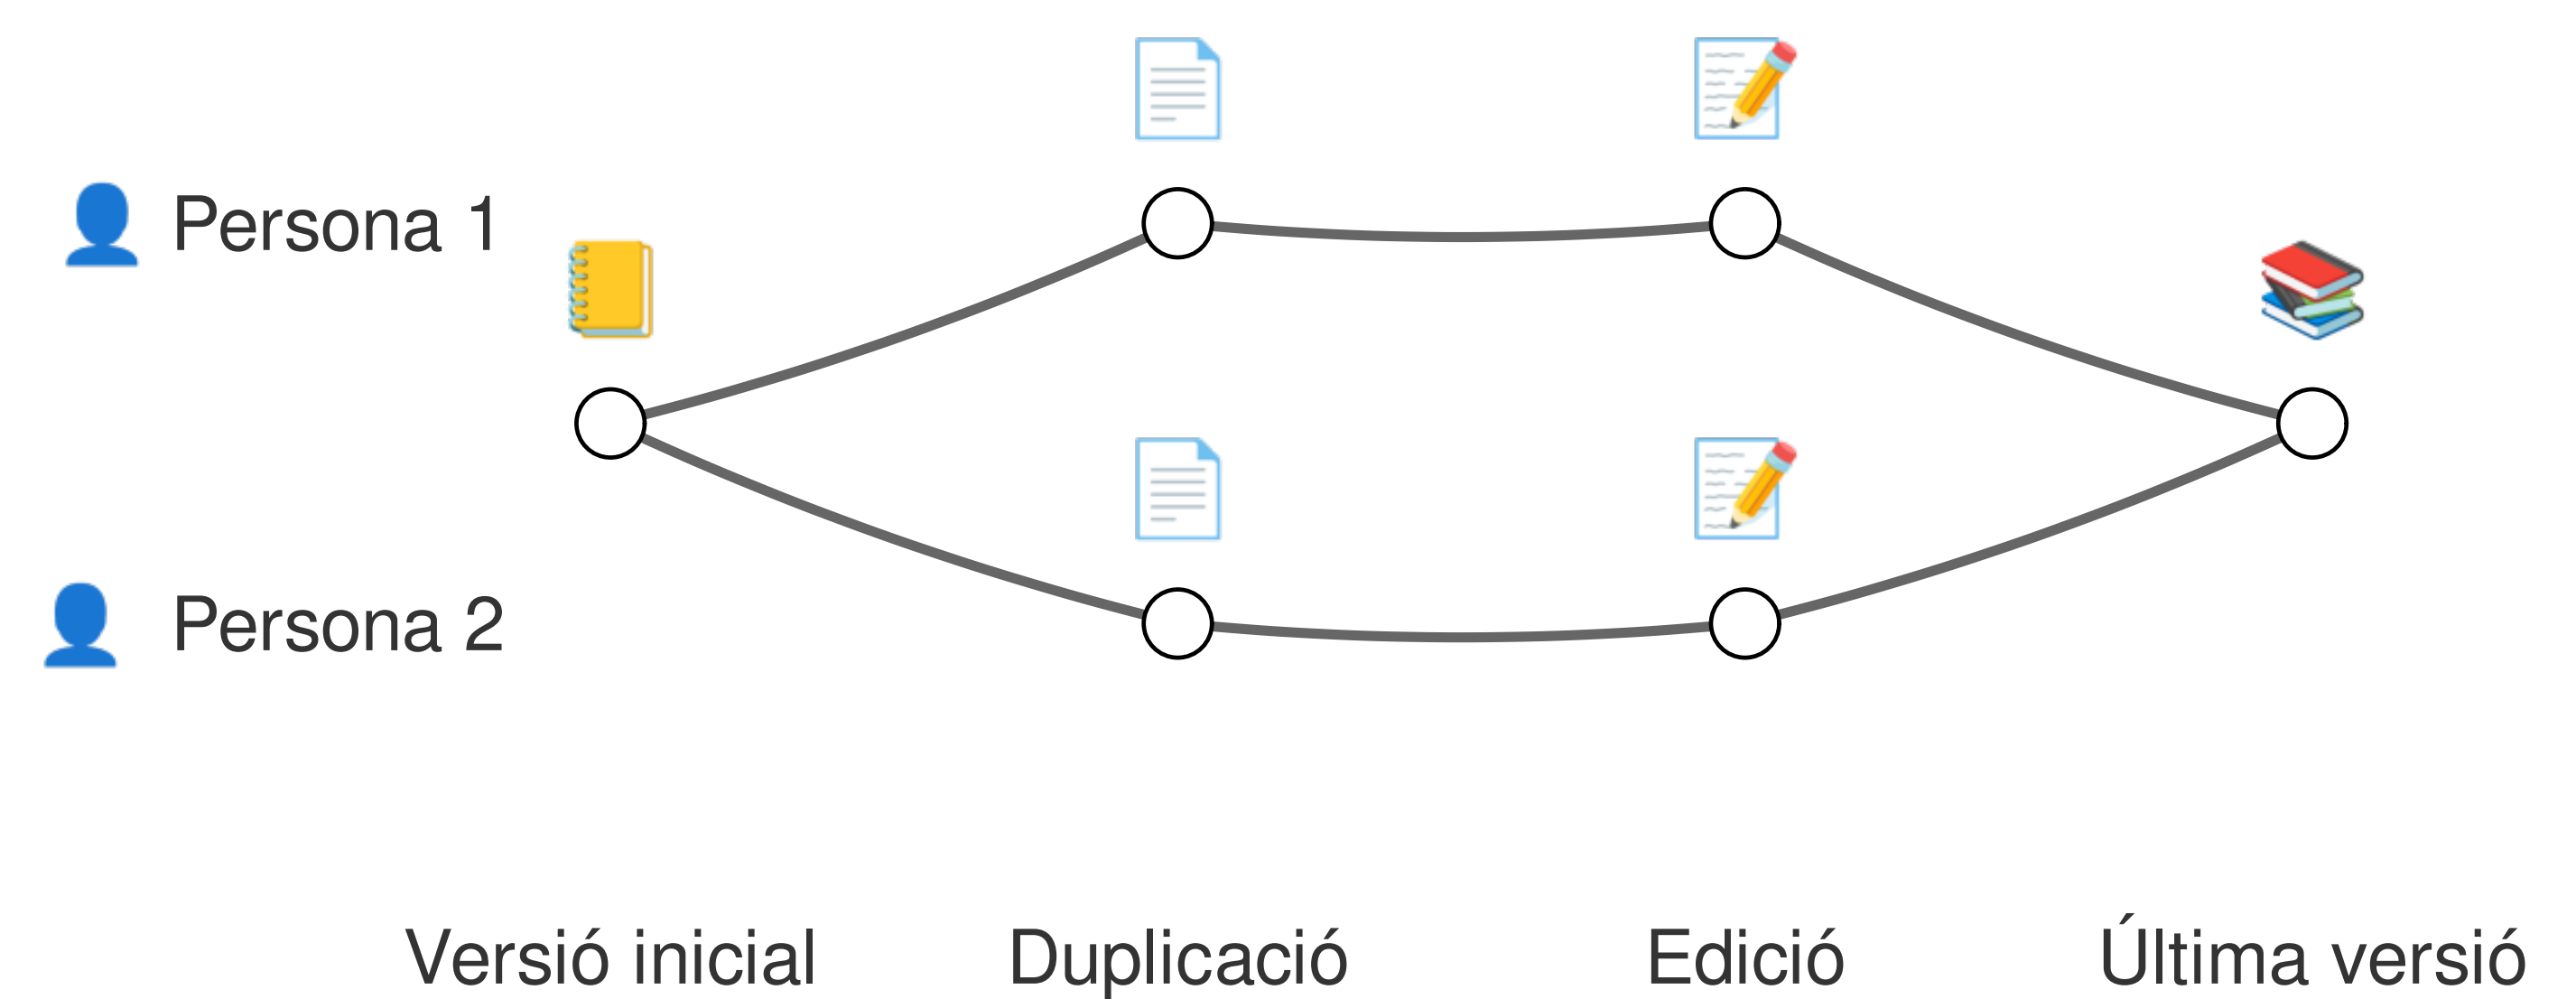 Persona 1
Persona 2
Versió inicial
Duplicació
Edició
Última versió